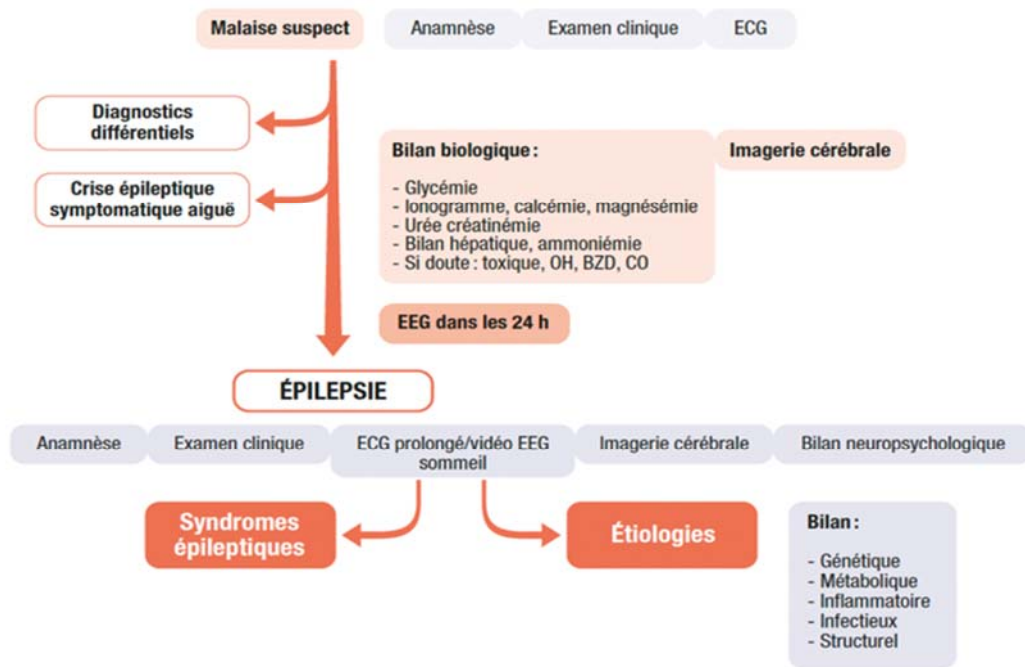 Malaise suspect
Anamnèse
Examen clinique
ECG
Diagnostics
différentiels
Crise épileptique
symptomatique aiguë
Bilan biologique :
- Glycémie
- Ionogramme, calcémie, magnésémie
- Urée créatinémie
- Bilan hépatique, ammoniémie
- Si doute : toxique, OH, BZD, CO
Imagerie cérébrale
EEG dans les 24 h
ÉPILEPSIE
Anamnèse
Examen clinique
ECG prolongé/vidéo EEG
sommeil
Imagerie cérébrale
Bilan neuropsychologique
Syndromes
épileptiques
Étiologies
Bilan :
- Génétique
- Métabolique
- Inflammatoire
- Infectieux
- Structurel